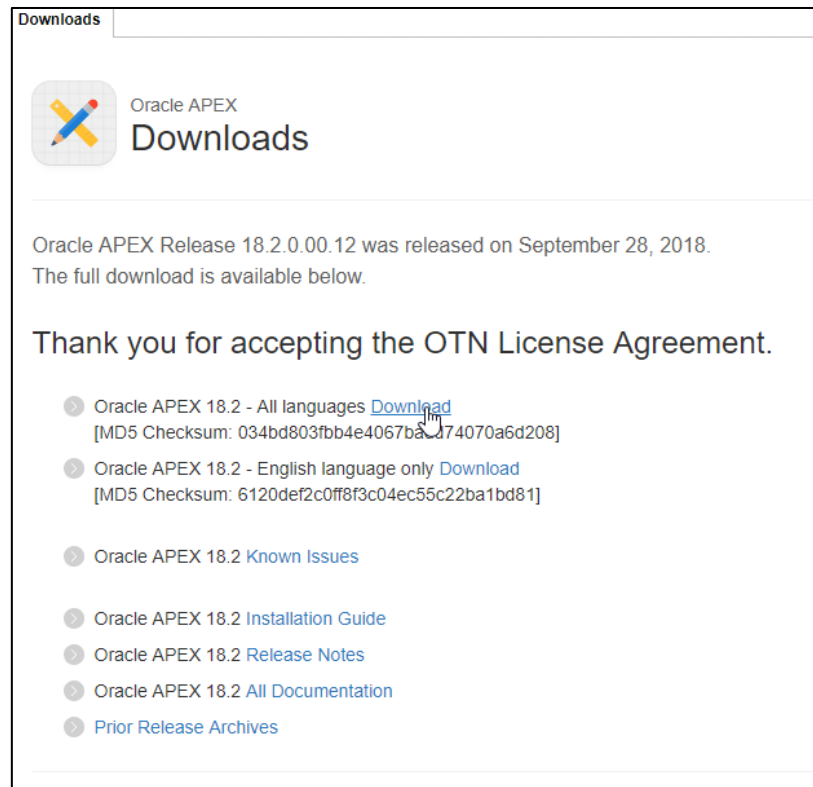 Downloads
Oracle APEX
Downloads
Oracle APEX Release 18.2.0.00.12 was released on September 28, 2018.
The full download is available below.
Thank you for accepting the OTN License Agreement.
Oracle APEX 18.2 - All languages Download
[MD5 Checksum:
Oracle APEX 18.2 - English language only Download
[MD5 Checksum: 6120def2c0ff8f3c04ec55c22ba1bd81]
Oracle APEX 18.2 Known Issues
Oracle APEX 18.2 Installation Guide
Oracle APEX 18.2 Release Notes
Oracle APEX 18.2 All Documentation
Prior Release Archives